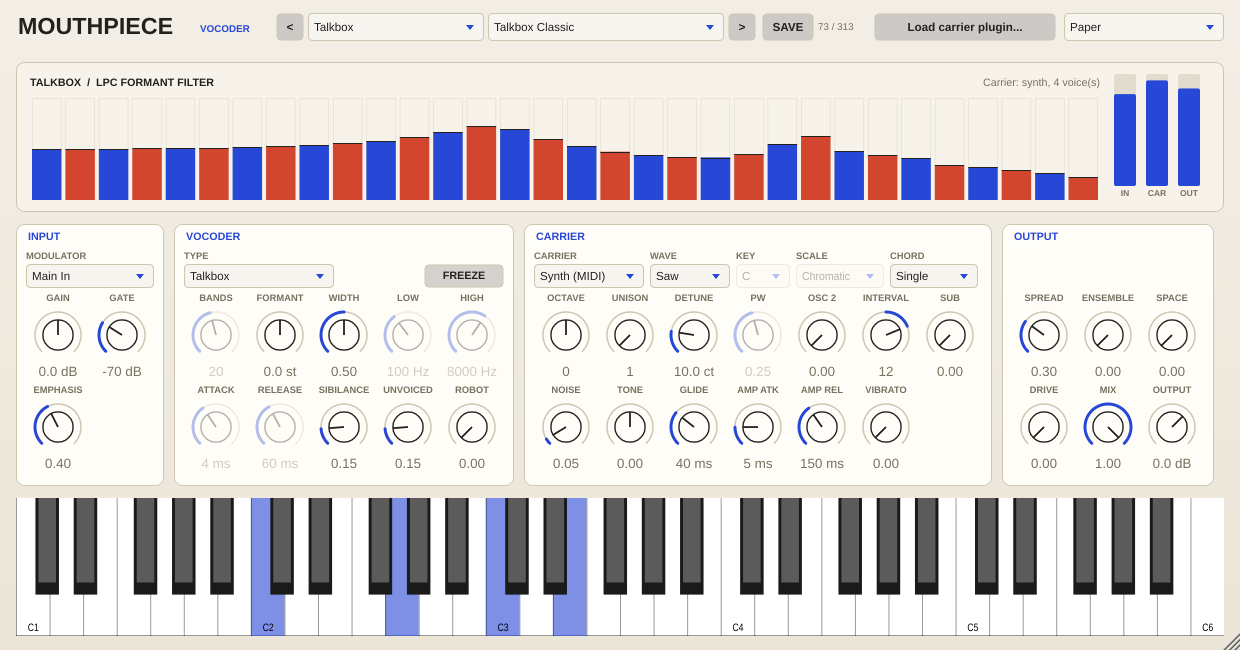 MOUTHPIECE VOCODER < Talkbox Talkbox Classic > SAVE 73 / 313 Load carrier plugin... Paper
TALKBOX / LPC FORMANT FILTER Carrier: synth, 4 voice(s)
IN CAR OUT
INPUT
MODULATOR
Main In
GAIN GATE
0.0 dB -70 dB
EMPHASIS
0.40
VOCODER
TYPE
Talkbox FREEZE
BANDS FORMANT WIDTH LOW HIGH
20 0.0 st 0.50 100 Hz 8000 Hz
ATTACK RELEASE SIBILANCE UNVOICED ROBOT
4 ms 60 ms 0.15 0.15 0.00
CARRIER
CARRIER WAVE KEY SCALE CHORD
Synth (MIDI) Saw C Chromatic Single
OCTAVE UNISON DETUNE PW OSC 2 INTERVAL SUB
0 1 10.0 ct 0.25 0.00 12 0.00
NOISE TONE GLIDE AMP ATK AMP REL VIBRATO
0.05 0.00 40 ms 5 ms 150 ms 0.00
OUTPUT
SPREAD ENSEMBLE SPACE
0.30 0.00 0.00
DRIVE MIX OUTPUT
0.00 1.00 0.0 dB
C1 C2 C3 C4 C5 C6